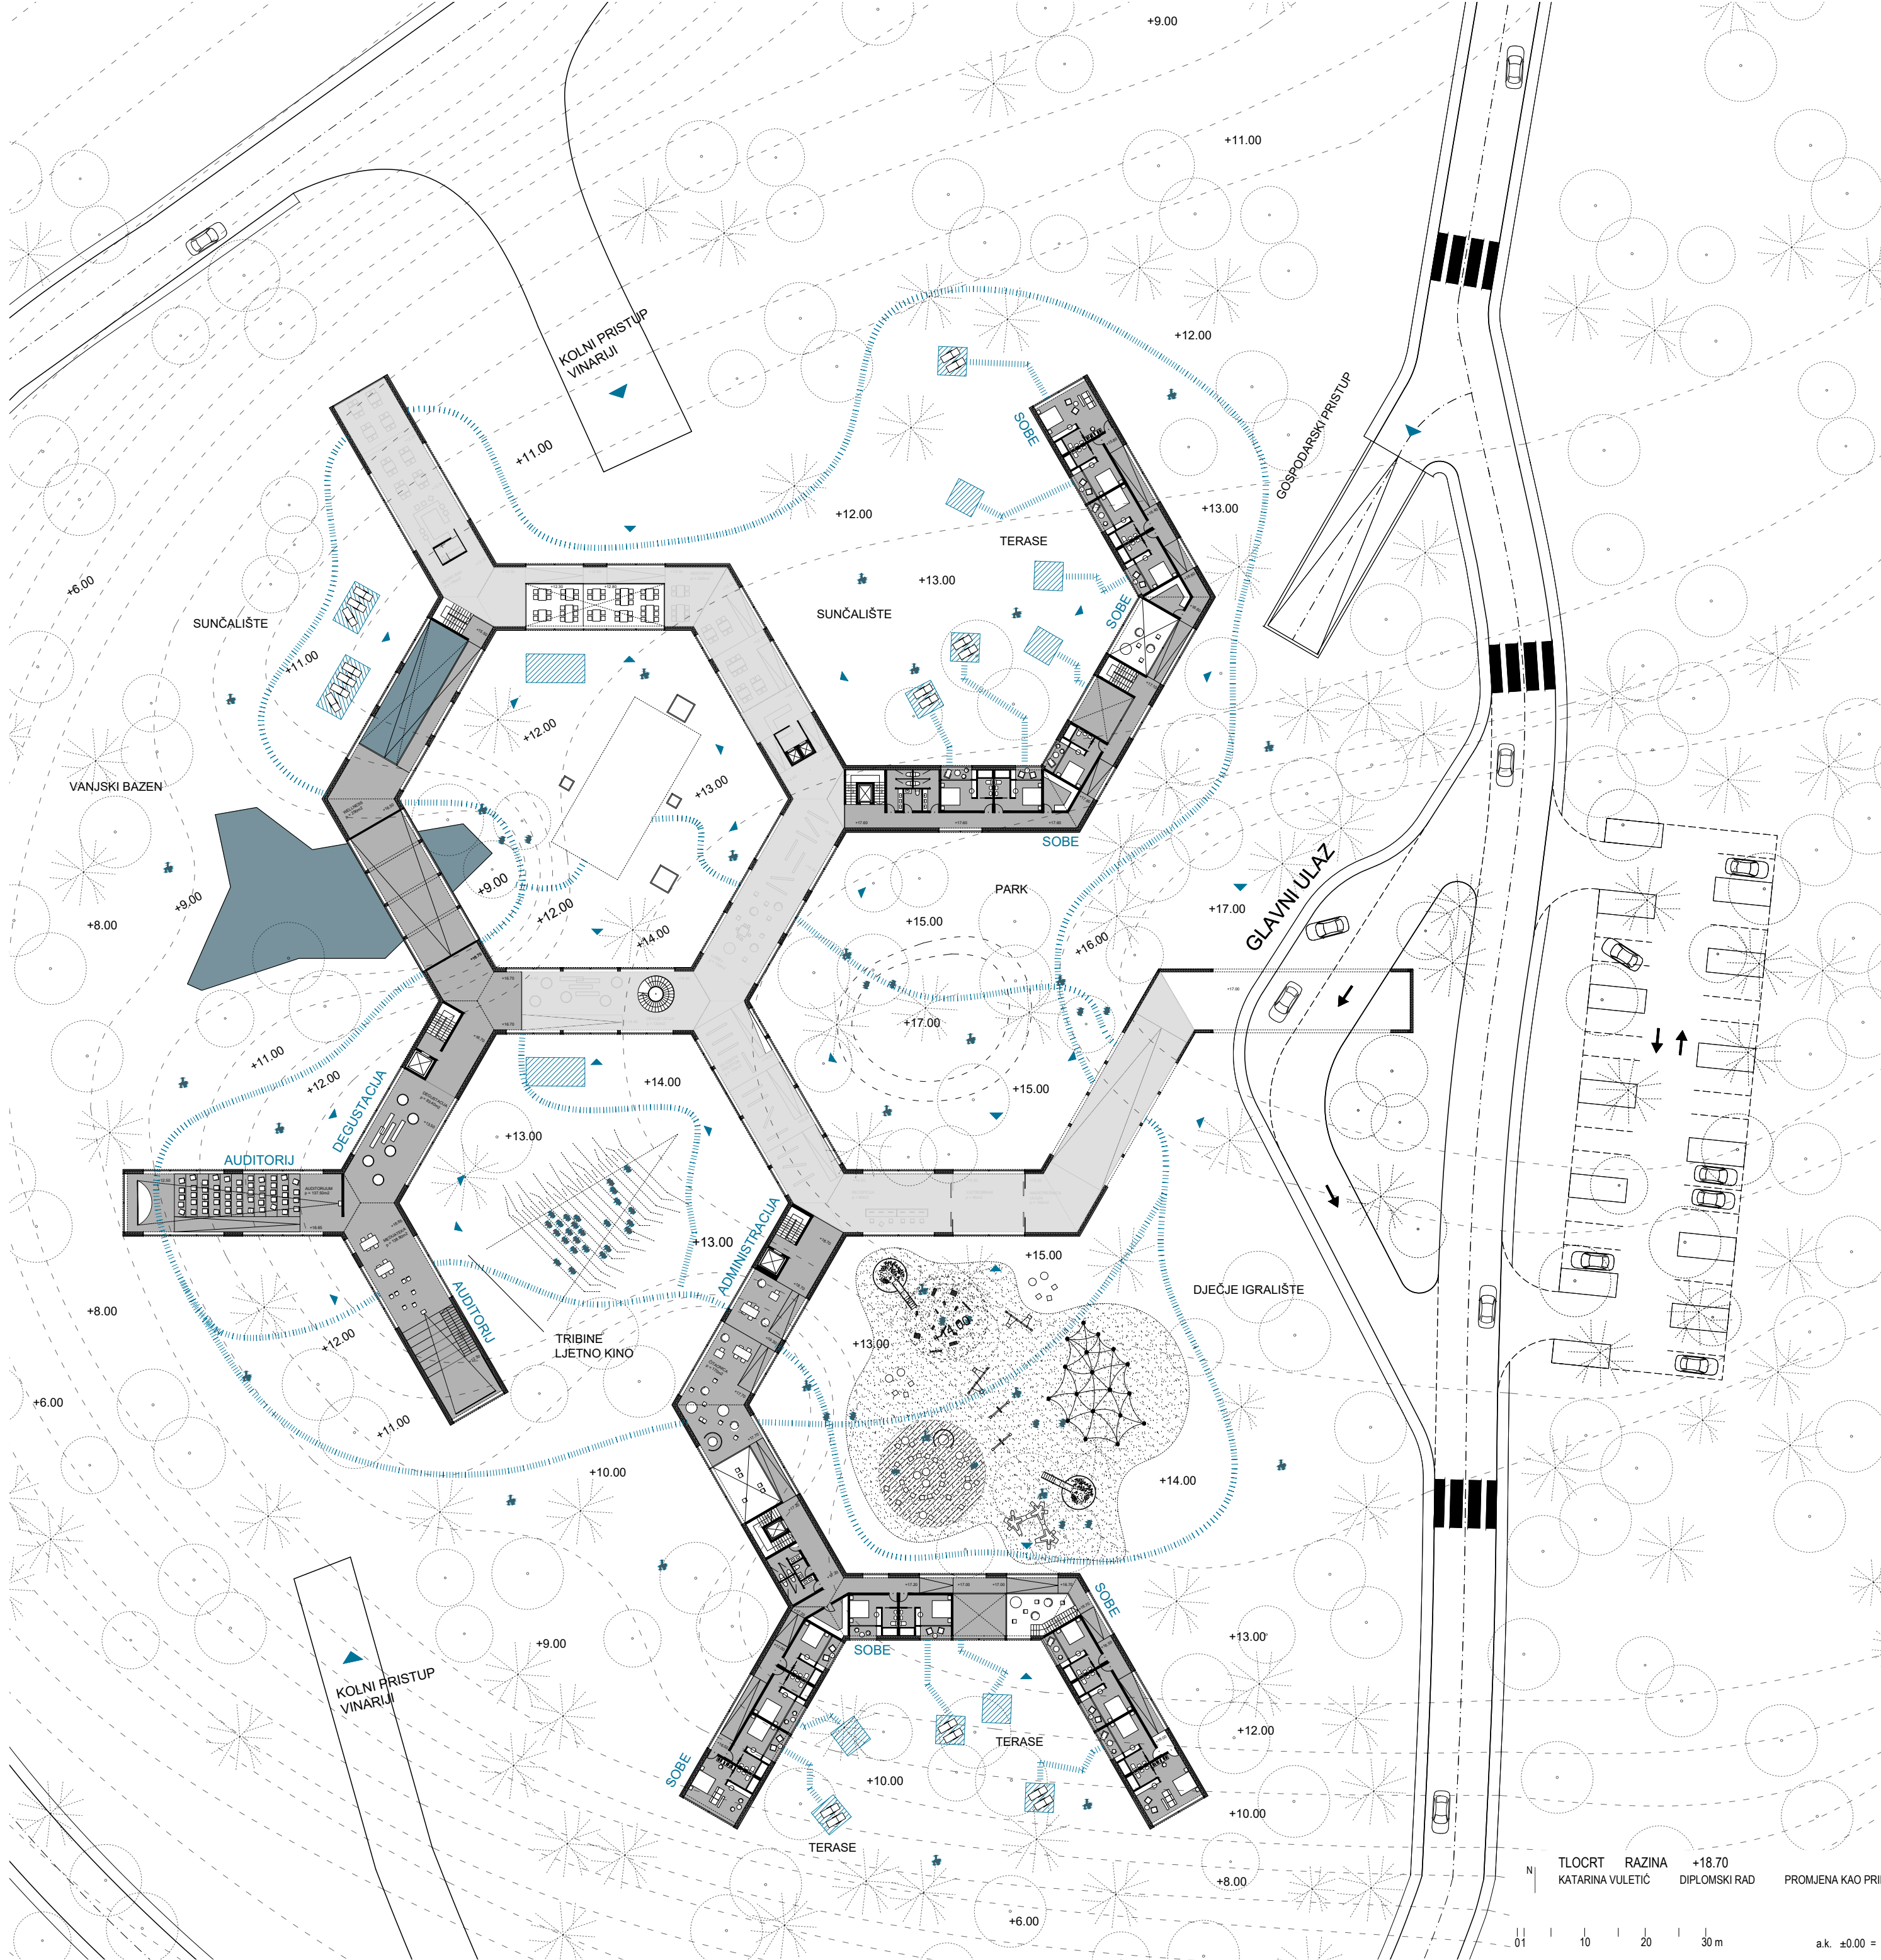 +9.00
+11.00
KOLNI PRISTUP
VINARIJI
+12.00
GOSPODARSKI PRISTUP
SOBE
+11.00
+12.00
+13.00
TERASE
+6.00
+13.00
SUNČALIŠTE
SUNČALIŠTE
SOBE
+11.00
+12.00
VANJSKI BAZEN
+13.00
SOBE
GLAVNI ULAZ
PARK
+9.00
+9.00
+12.00
+15.00
+17.00
+8.00
+14.00
+16.00
+17.00
+17.00
+11.00
+12.00
+14.00
+15.00
DEGUSTACIJA
+13.00
AUDITORIJ
AUDITORIUM
ADMINISTRACIJA
+13.00
+15.00
DJEČJE IGRALIŠTE
+8.00
AUDITORIJ
+12.00
TRIBINE
LJETNO KINO
+13.00
+14.00
+6.00
+11.00
+10.00
+14.00
SOBE
+9.00
SOBE
+13.00
KOLNI PRISTUP
VINARIJI
SOBE
+12.00
TERASE
+10.00
+10.00
TERASE
+8.00
+6.00
N
TLOCRT RAZINA +18.70
KATARINA VULETIĆ DIPLOMSKI RAD PROMJENA KAO PRI
01 10 20 30 m
a.k. ±0.00 =